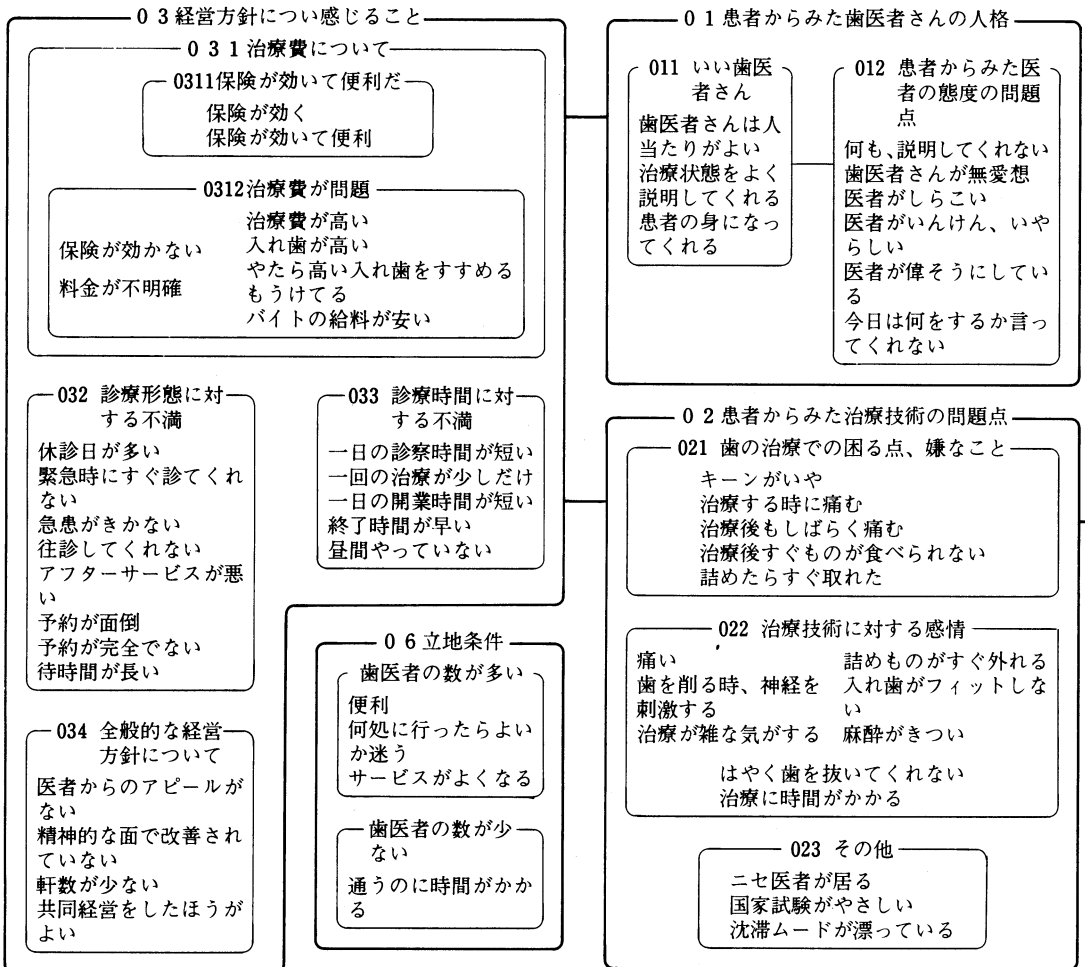 ０３経営方針につい感じること
０３１治療費について
0311保険が効いて便利だ
保険が効く
保険が効いて便利
0312治療費が問題
保険が効かない
料金が不明確
治療費が高い
入れ歯が高い
やたら高い入れ歯をすすめる
もうけてる
バイトの給料が安い
032 診療形態に対
する不満
休診日が多い
緊急時にすぐ診てくれ
ない
急患がきかない
往診してくれない
アフターサービスが悪
い
予約が面倒
予約が完全でない
待時間が長い
033 診療時間に対
する不満
一日の診察時間が短い
一回の治療が少しだけ
一日の開業時間が短い
終了時間が早い
昼間やっていない
034 全般的な経営
方針について
医者からのアピールが
ない
精神的な面で改善され
ていない
軒数が少ない
共同経営をしたほうが
よい
０６立地条件
歯医者の数が多い
便利
何処に行ったらよい
か迷う
サービスがよくなる
歯医者の数が少
ない
通うのに時間がかか
る
０１患者からみた歯医者さんの人格
011 いい歯医
者さん
歯医者さんは人
当たりがよい
治療状態をよく
説明してくれる
患者の身になっ
てくれる
012 患者からみた医
者の態度の問題
点
何も、説明してくれない
歯医者さんが無愛想
医者がしらこい
医者がいんけん、いや
らしい
医者が偉そうにしてい
る
今日は何をするか言っ
てくれない
０２患者からみた治療技術の問題点
021 歯の治療での困る点、嫌なこと
キーンがいや
治療する時に痛む
治療後もしばらく痛む
治療後すぐものが食べられない
詰めたらすぐ取れた
022 治療技術に対する感情
痛い
歯を削る時、神経を
刺激する
治療が雑な気がする
詰めものがすぐ外れる
入れ歯がフィットしな
い
麻酔がきつい
はやく歯を抜いてくれない
治療に時間がかかる
023 その他
ニセ医者が居る
国家試験がやさしい
沈滞ムードが漂っている